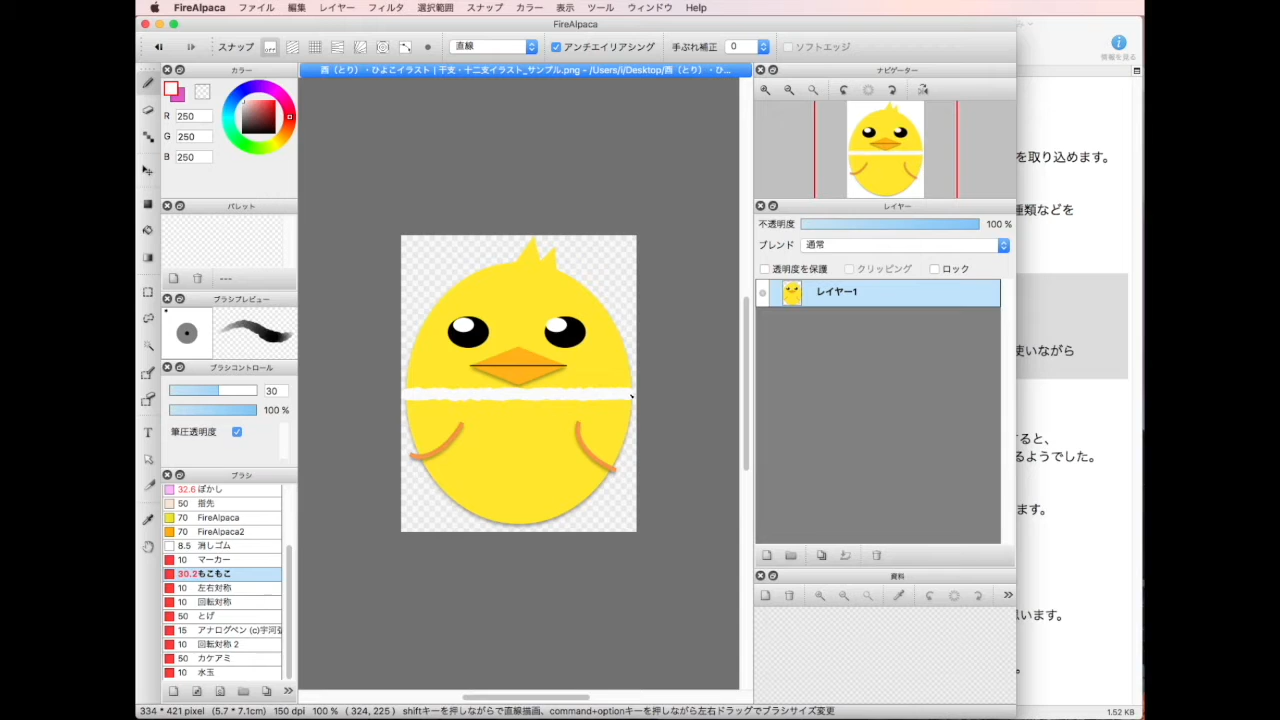 FireAlpaca ファイル 編集 レイヤー フィルタ 選択範囲 スナップ カラー 表示 ツール ウィンドウ Help
FireAlpaca
スナップ OFF 直線 アンチエイリアシング 手ぶれ補正 0 ソフトエッジ
情報を見る
カラー
酉（とり）・ひよこイラスト｜干支・十二支イラスト_サンプル.png - /Users/i/Desktop/酉（とり）・ひ...
ナビゲーター
R 250
G 250
B 250
を取り込めます。
パレット
レイヤー
種類などを
不透明度 100 %
ブレンド 通常
透明度を保護 クリッピング ロック
---
レイヤー1
ブラシプレビュー
使いながら
ブラシコントロール
30
100 %
筆圧透明度
T
すると、
るようでした。
ブラシ
32.6 ぼかし
50 指先
70 FireAlpaca
70 FireAlpaca2
8.5 消しゴム
10 マーカー
30.2 もこもこ
10 左右対称
10 回転対称
50 とげ
15 アナログペン (c)宇河弘
10 回転対称 2
50 カケアミ
10 水玉
ます。
資料
思います。
334 * 421 pixel (5.7 * 7.1cm) 150 dpi 100 % ( 324, 225 ) shiftキーを押しながらで直線描画、command+optionキーを押しながら左右ドラッグでブラシサイズ変更
1.52 KB